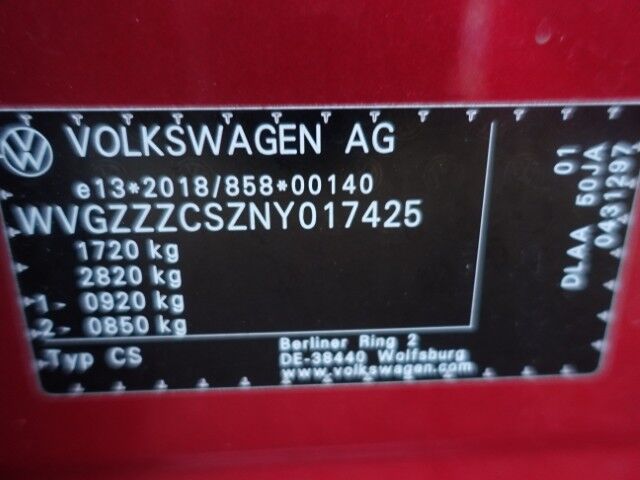 VOLKSWAGEN AG
e13*2018/858*00140
WVGZZZCSZNY017425
1720 kg
2820 kg
1- 0920 kg
2- 0850 kg
Typ CS
Berliner Ring 2
DE-38440 Wolfsburg
www.volkswagen.com
01
DLAA 50JA
0431297